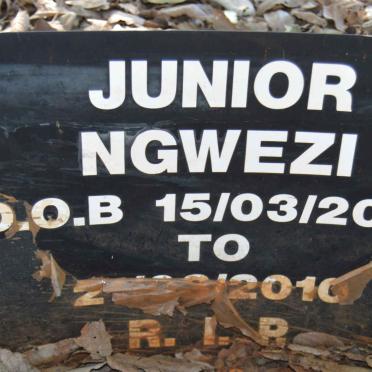 JUNIOR
NGWEZI
D.O.B 15/03/20
TO
2010
R. I. P